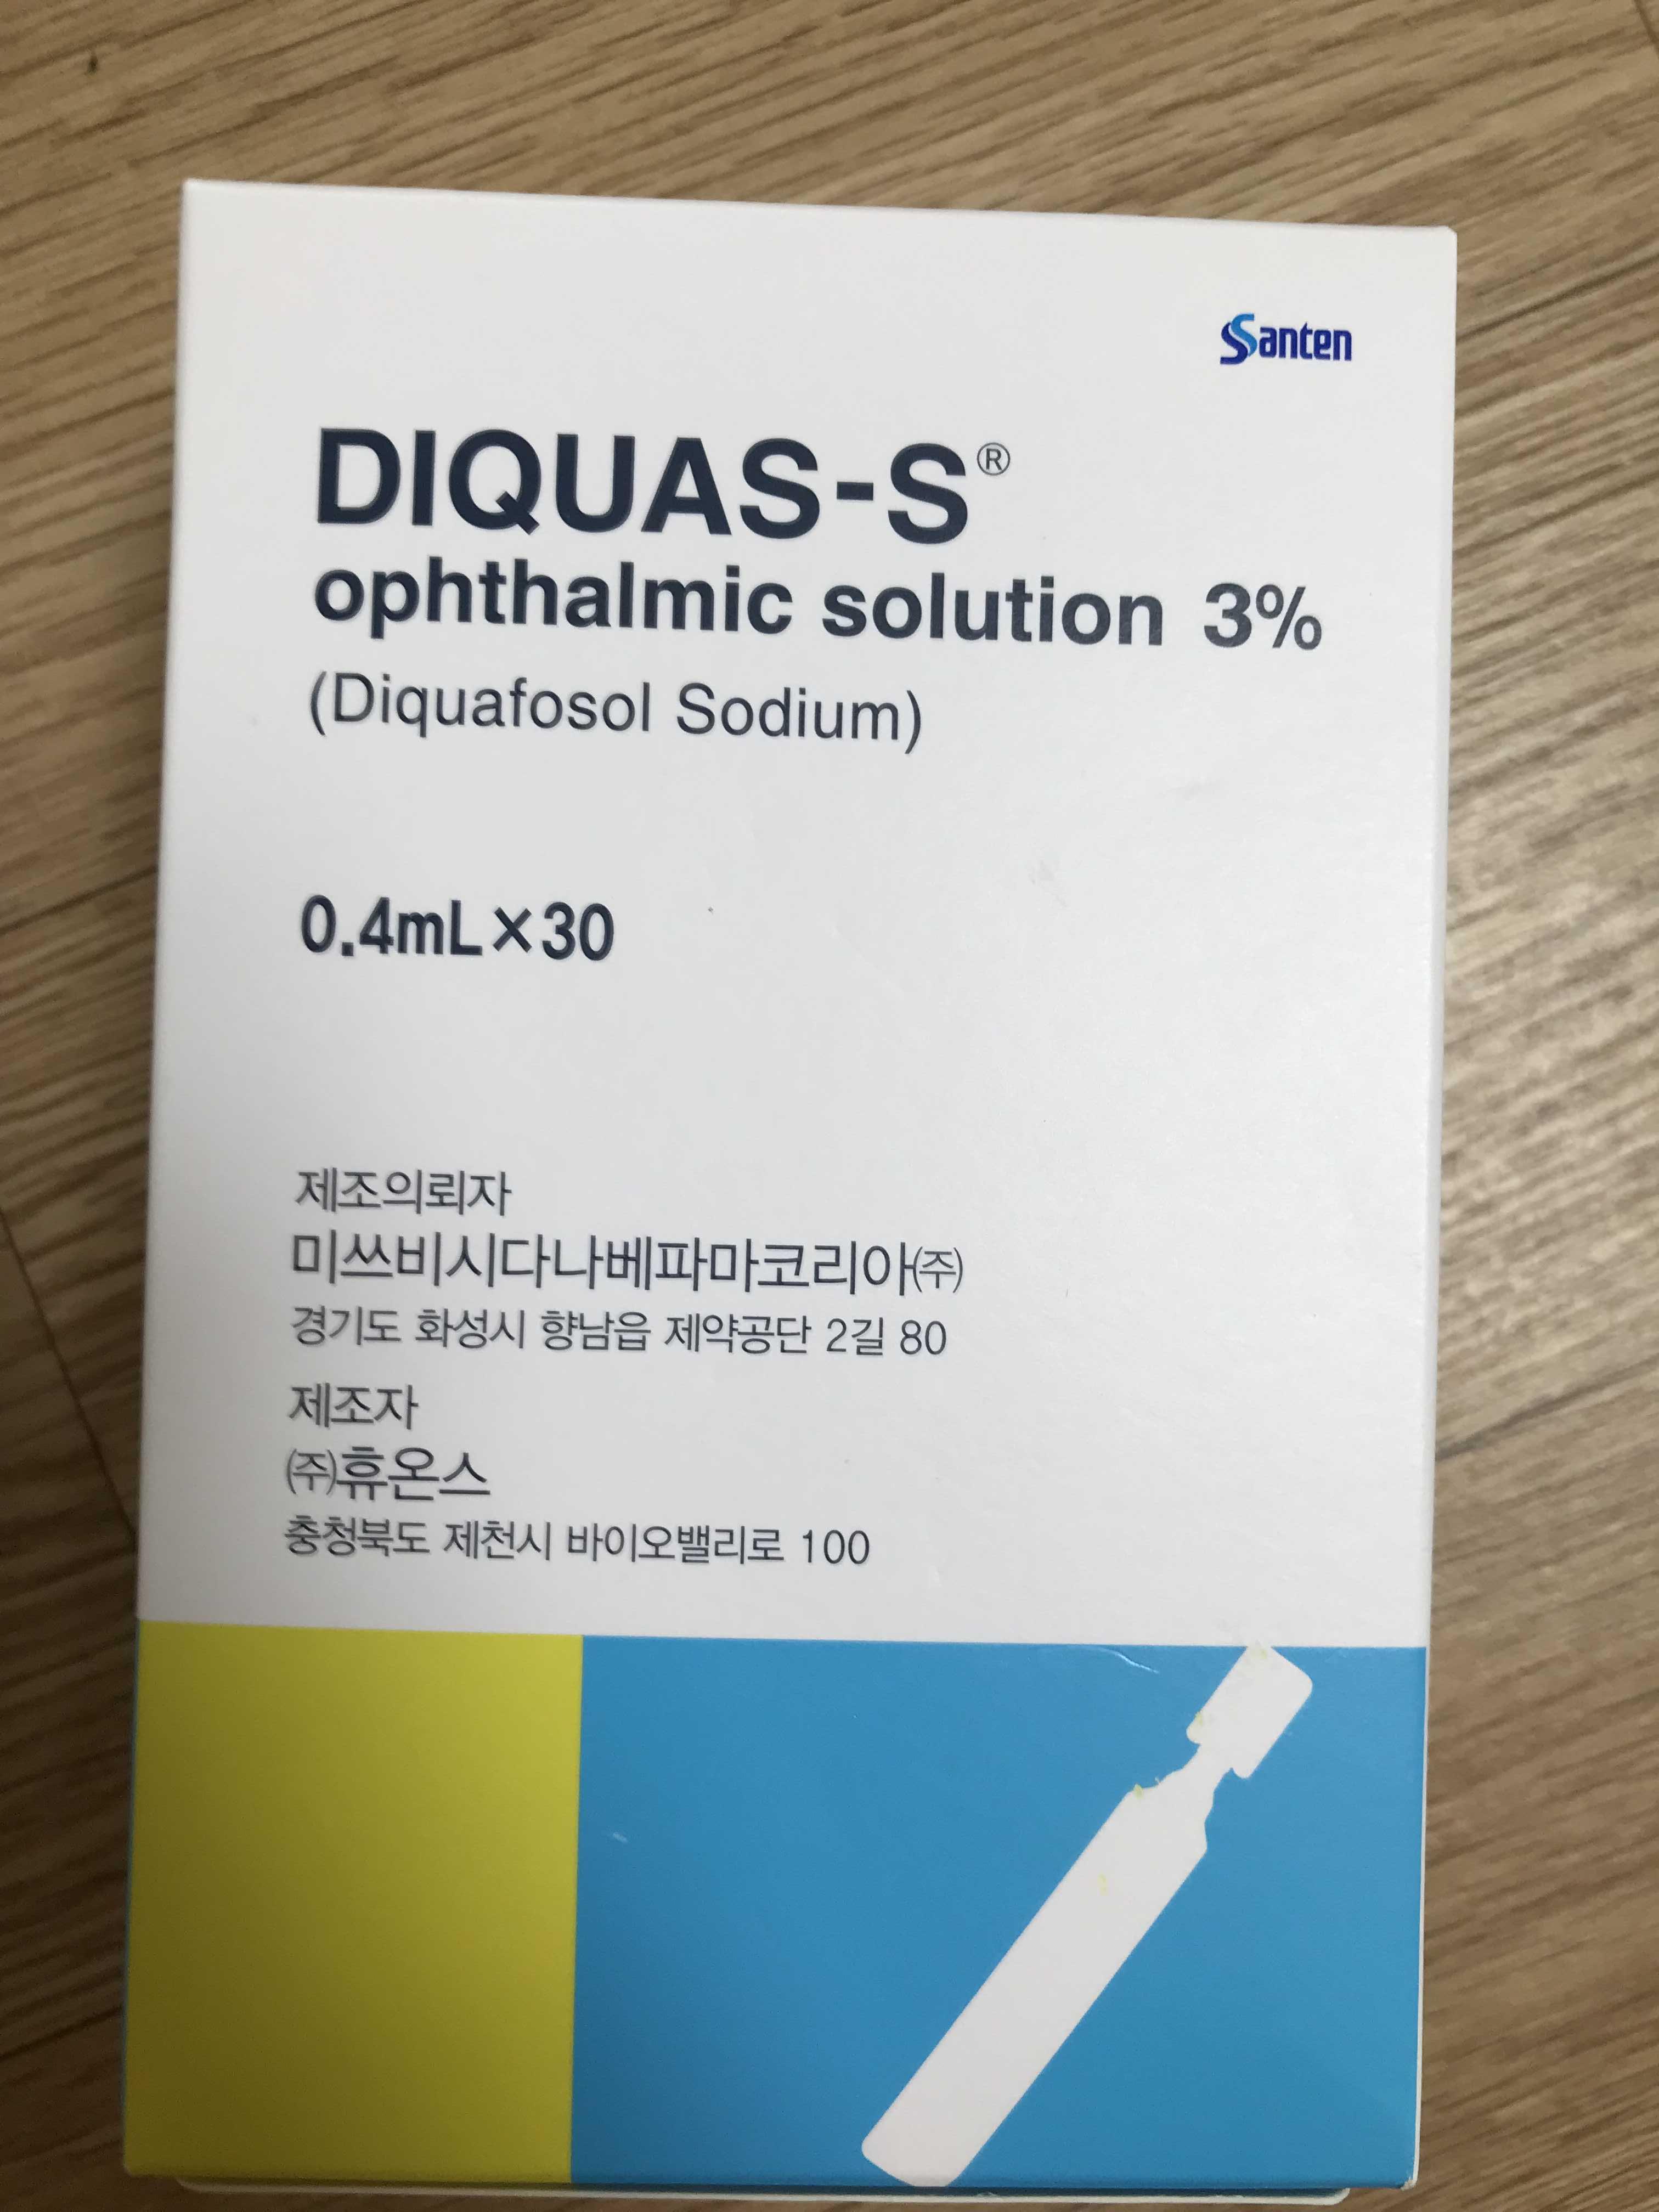 Santen
DIQUAS-S®
ophthalmic solution 3%
(Diquafosol Sodium)
0.4mL×30
제조의뢰자
미쓰비시다나베파마코리아㈜
경기도 화성시 향남읍 제약공단 2길 80
제조자
㈜휴온스
충청북도 제천시 바이오밸리로 100